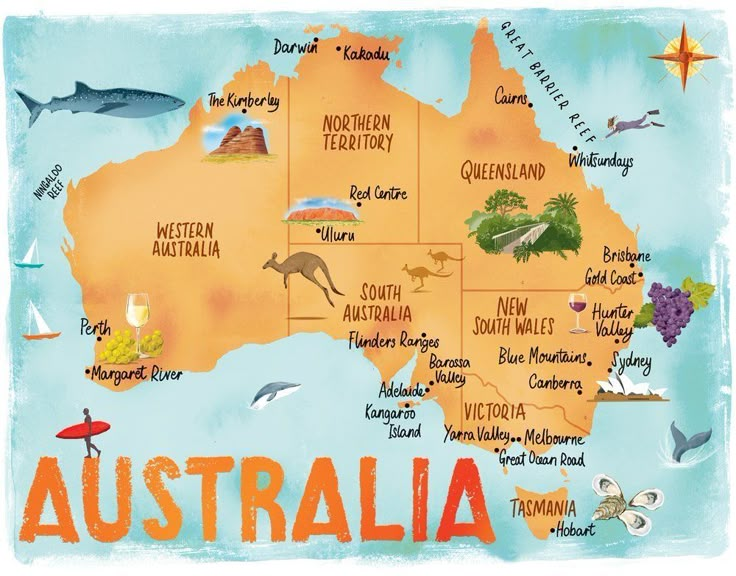 GREAT BARRIER REEF
Darwin
Kakadu
The Kimberley
Cairns
NORTHERN
TERRITORY
Whitsundays
QUEENSLAND
NINGALOO
REEF
Red Centre
WESTERN
AUSTRALIA
Uluru
Brisbane
Gold Coast
SOUTH
AUSTRALIA
NEW
SOUTH WALES
Hunter
Valley
Perth
Flinders Ranges
Blue Mountains
Sydney
Margaret River
Barossa
Valley
Canberra
Adelaide
Kangaroo
Island
VICTORIA
Yarra Valley
Melbourne
Great Ocean Road
AUSTRALIA
TASMANIA
Hobart